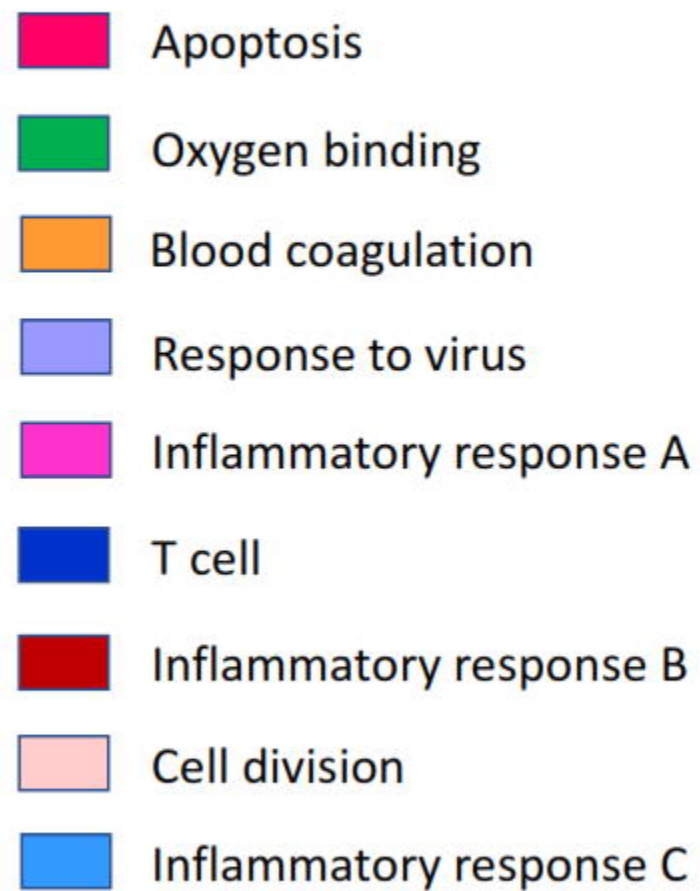 Apoptosis
Oxygen binding
Blood coagulation
Response to virus
Inflammatory response A
T cell
Inflammatory response B
Cell division
Inflammatory response C